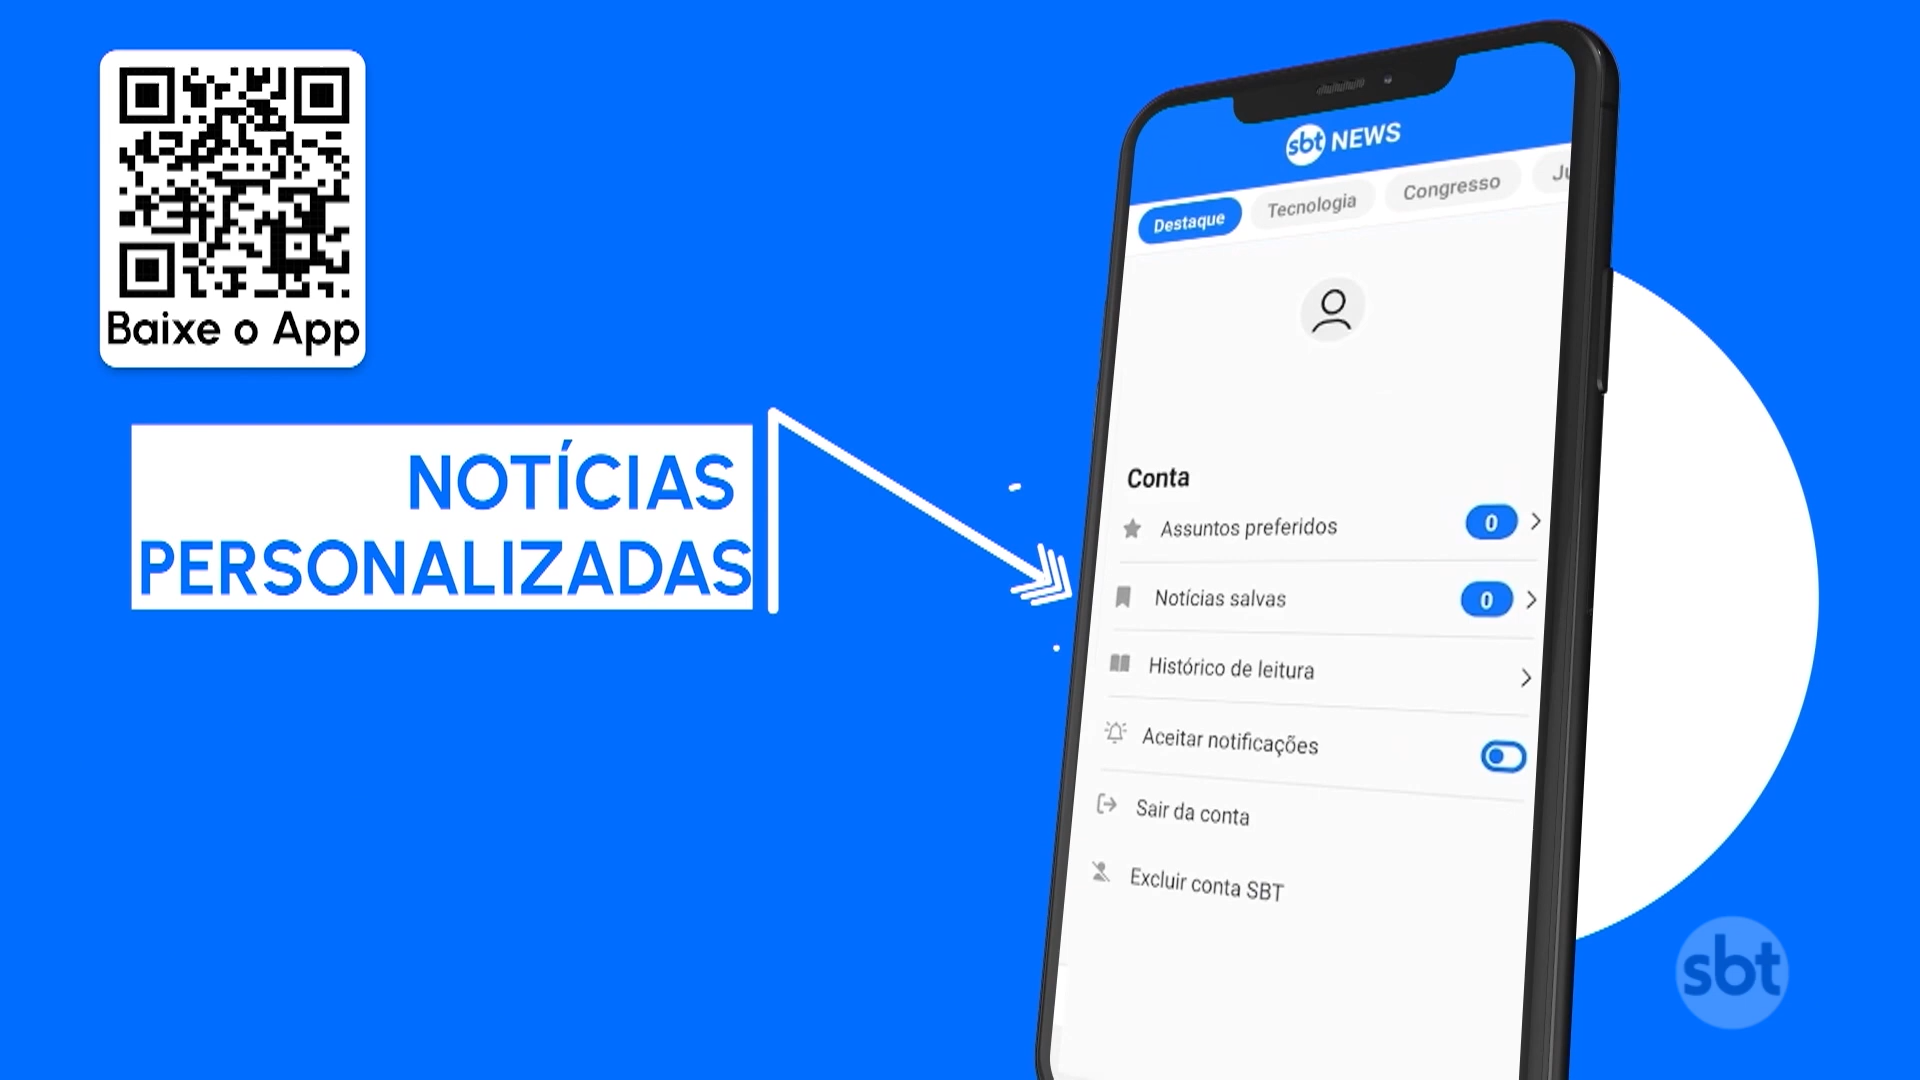 Baixe o App
NOTÍCIAS
PERSONALIZADAS
sbt NEWS
Destaque
Tecnologia
Congresso
Ju
Conta
Assuntos preferidos
0
Notícias salvas
0
Histórico de leitura
Aceitar notificações
Sair da conta
Excluir conta SBT
sbt